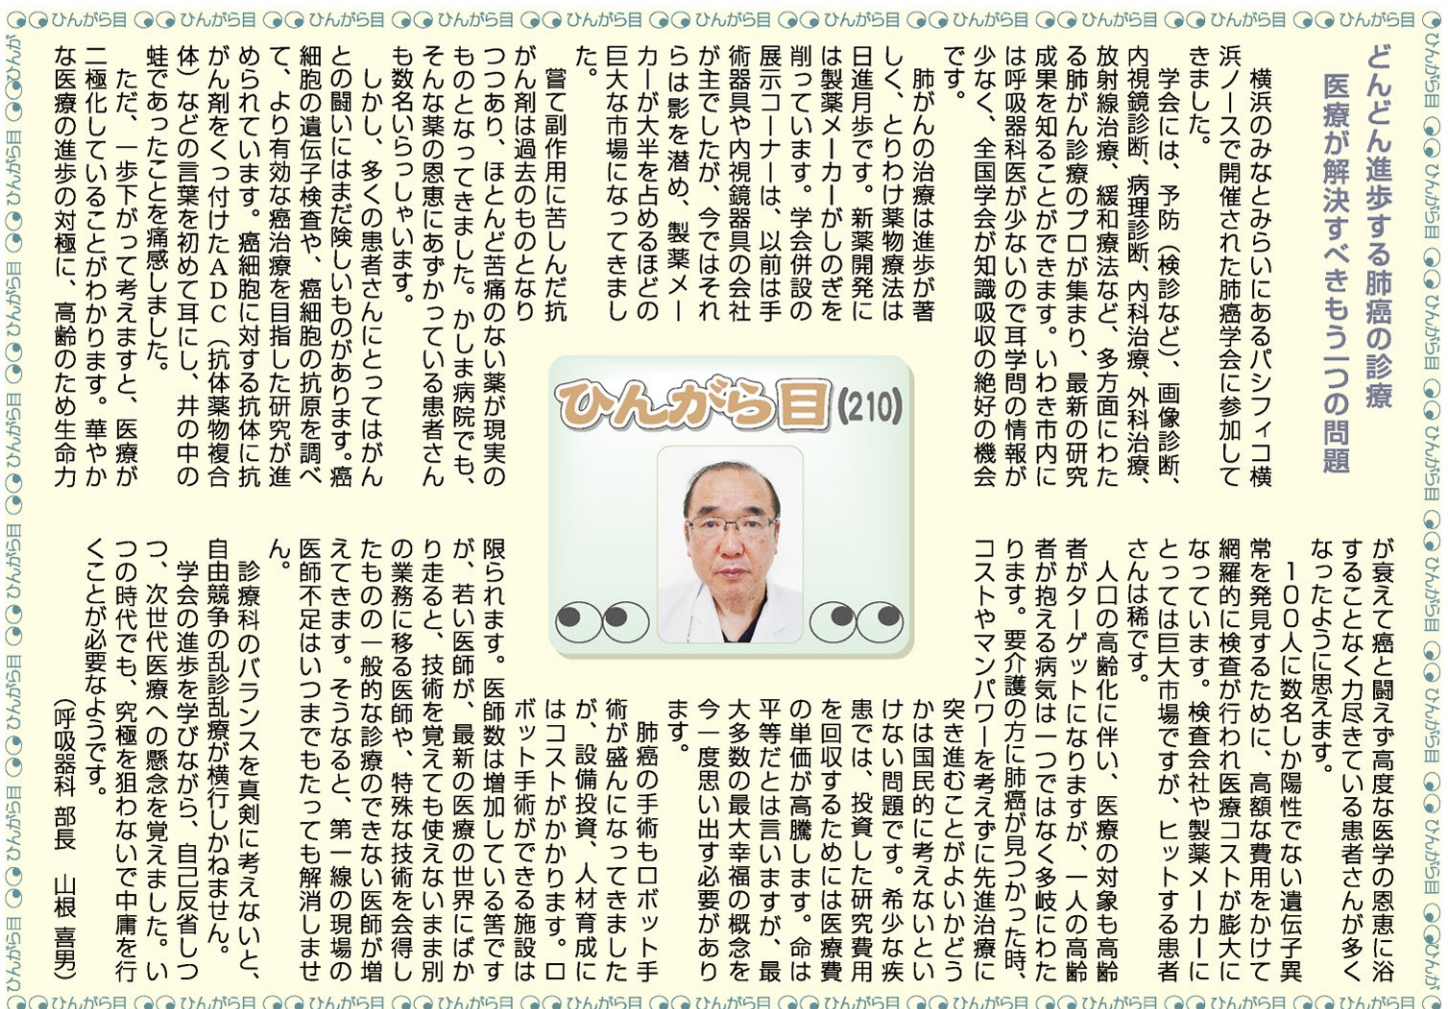 どんどん進歩する肺癌の診療
医療が解決すべきもう一つの問題
横浜のみなとみらいにあるパシフィコ横
浜ノースで開催された肺癌学会に参加して
きました。
学会には、予防（検診など）、画像診断、
内視鏡診断、病理診断、内科治療、外科治療、
放射線治療、緩和療法など、多方面にわた
る肺がん診療のプロが集まり、最新の研究
成果を知ることができます。いわき市内に
は呼吸器科医が少ないので耳学問の情報が
少なく、全国学会が知識吸収の絶好の機会
です。
肺がんの治療は進歩が著
しく、とりわけ薬物療法は
日進月歩です。新薬開発に
は製薬メーカーがしのぎを
削っています。学会併設の
展示コーナーは、以前は手
術器具や内視鏡器具の会社
が主でしたが、今ではそれ
らは影を潜め、製薬メー
カーが大半を占めるほどの
巨大な市場になってきまし
た。
嘗て副作用に苦しんだ抗
がん剤は過去のものとなり
つつあり、ほとんど苦痛のない薬が現実の
ものとなってきました。かしま病院でも、
そんな薬の恩恵にあずかっている患者さん
も数名いらっしゃいます。
しかし、多くの患者さんにとってはがん
との闘いにはまだ険しいものがあります。癌
細胞の遺伝子検査や、癌細胞の抗原を調べ
て、より有効な癌治療を目指した研究が進
められています。癌細胞に対する抗体に抗
がん剤をくっ付けたADC（抗体薬物複合
体）などの言葉を初めて耳にし、井の中の
蛙であったことを痛感しました。
ただ、一歩下がって考えますと、医療が
二極化していることがわかります。華やか
な医療の進歩の対極に、高齢のため生命力
ひんがら目(210)
が衰えて癌と闘えず高度な医学の恩恵に浴
することなく力尽きている患者さんが多く
なったように思えます。
100人に数名しか陽性でない遺伝子異
常を発見するために、高額な費用をかけて
網羅的に検査が行われ医療コストが膨大に
なっています。検査会社や製薬メーカーに
とっては巨大市場ですが、ヒットする患者
さんは稀です。
人口の高齢化に伴い、医療の対象も高齢
者がターゲットになりますが、一人の高齢
者が抱える病気は一つではなく多岐にわた
ります。要介護の方に肺癌が見つかった時、
コストやマンパワーを考えずに先進治療に
突き進むことがよいかどう
かは国民的に考えないとい
けない問題です。希少な疾
患では、投資した研究費用
を回収するためには医療費
の単価が高騰します。命は
平等だとは言いますが、最
大多数の最大幸福の概念を
今一度思い出す必要があり
ます。
肺癌の手術もロボット手
術が盛んになってきました
が、設備投資、人材育成に
はコストがかかります。ロ
ボット手術ができる施設は
限られます。医師数は増加している筈です
が、若い医師が、最新の医療の世界にばか
り走ると、技術を覚えても使えないまま別
の業務に移る医師や、特殊な技術を会得し
たものの一般的な診療のできない医師が増
えてきます。そうなると、第一線の現場の
医師不足はいつまでもたっても解消しませ
ん。
診療科のバランスを真剣に考えないと、
自由競争の乱診乱療が横行しかねません。
学会の進歩を学びながら、自己反省しつ
つ、次世代医療への懸念を覚えました。い
つの時代でも、究極を狙わないで中庸を行
くことが必要なようです。
（呼吸器科 部長 山根 喜男）